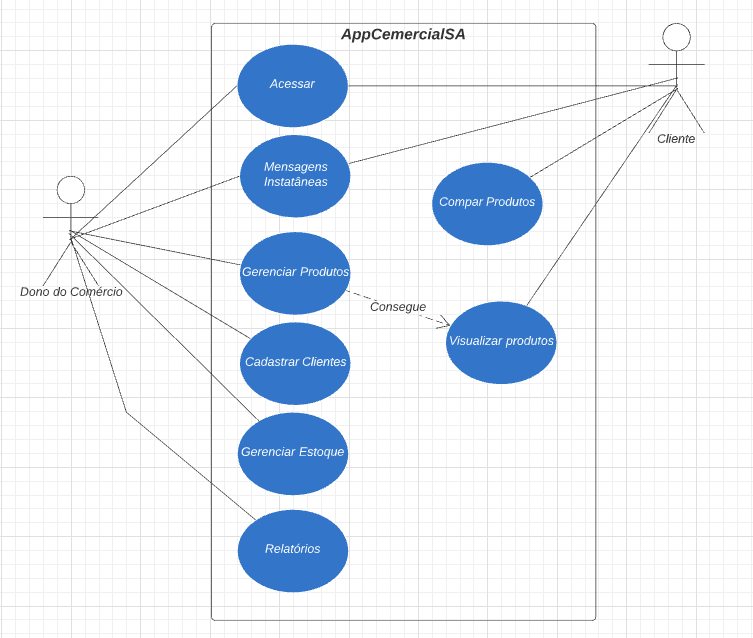 AppCemercialSA
Acessar
Cliente
Mensagens
Instatâneas
Compar Produtos
Gerenciar Produtos
Dono do Comércio
Consegue
Visualizar produtos
Cadastrar Clientes
Gerenciar Estoque
Relatórios